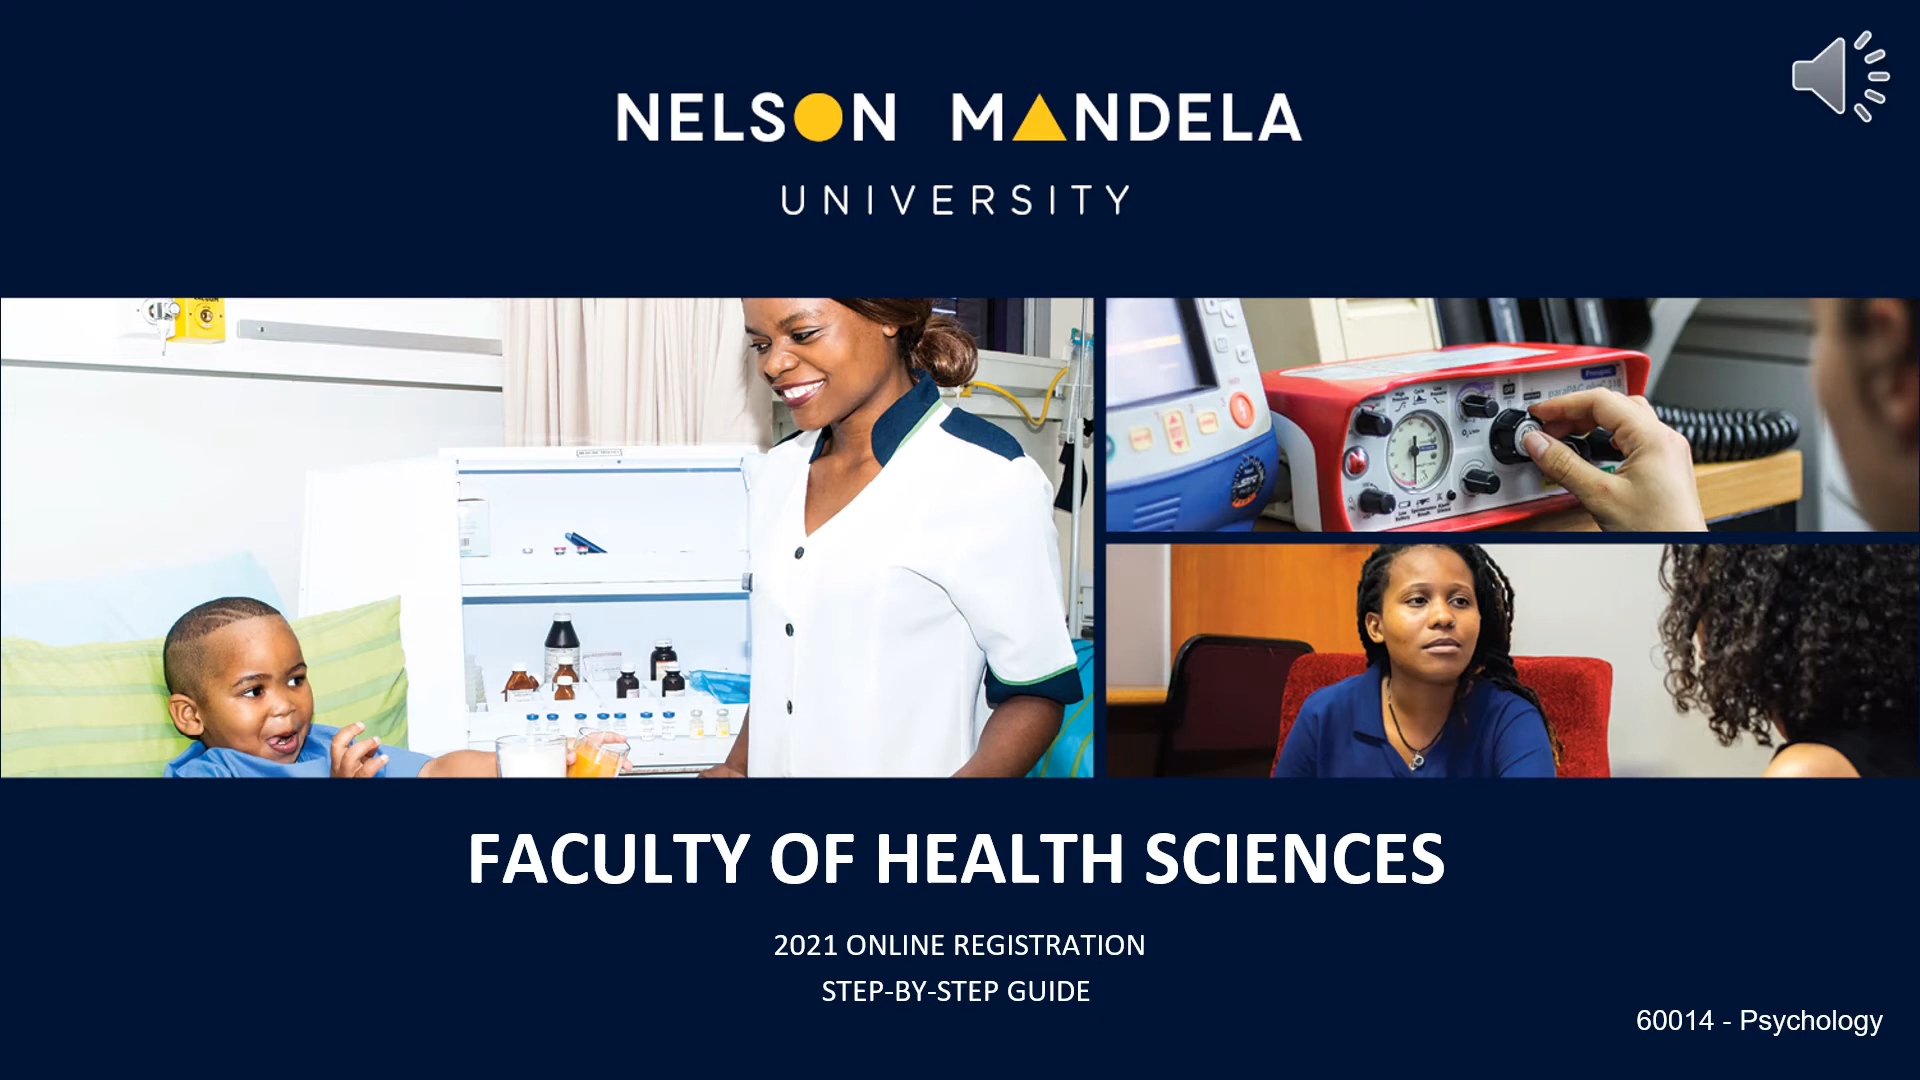 NELSON MANDELA
UNIVERSITY
FACULTY OF HEALTH SCIENCES
2021 ONLINE REGISTRATION
STEP-BY-STEP GUIDE
60014 - Psychology